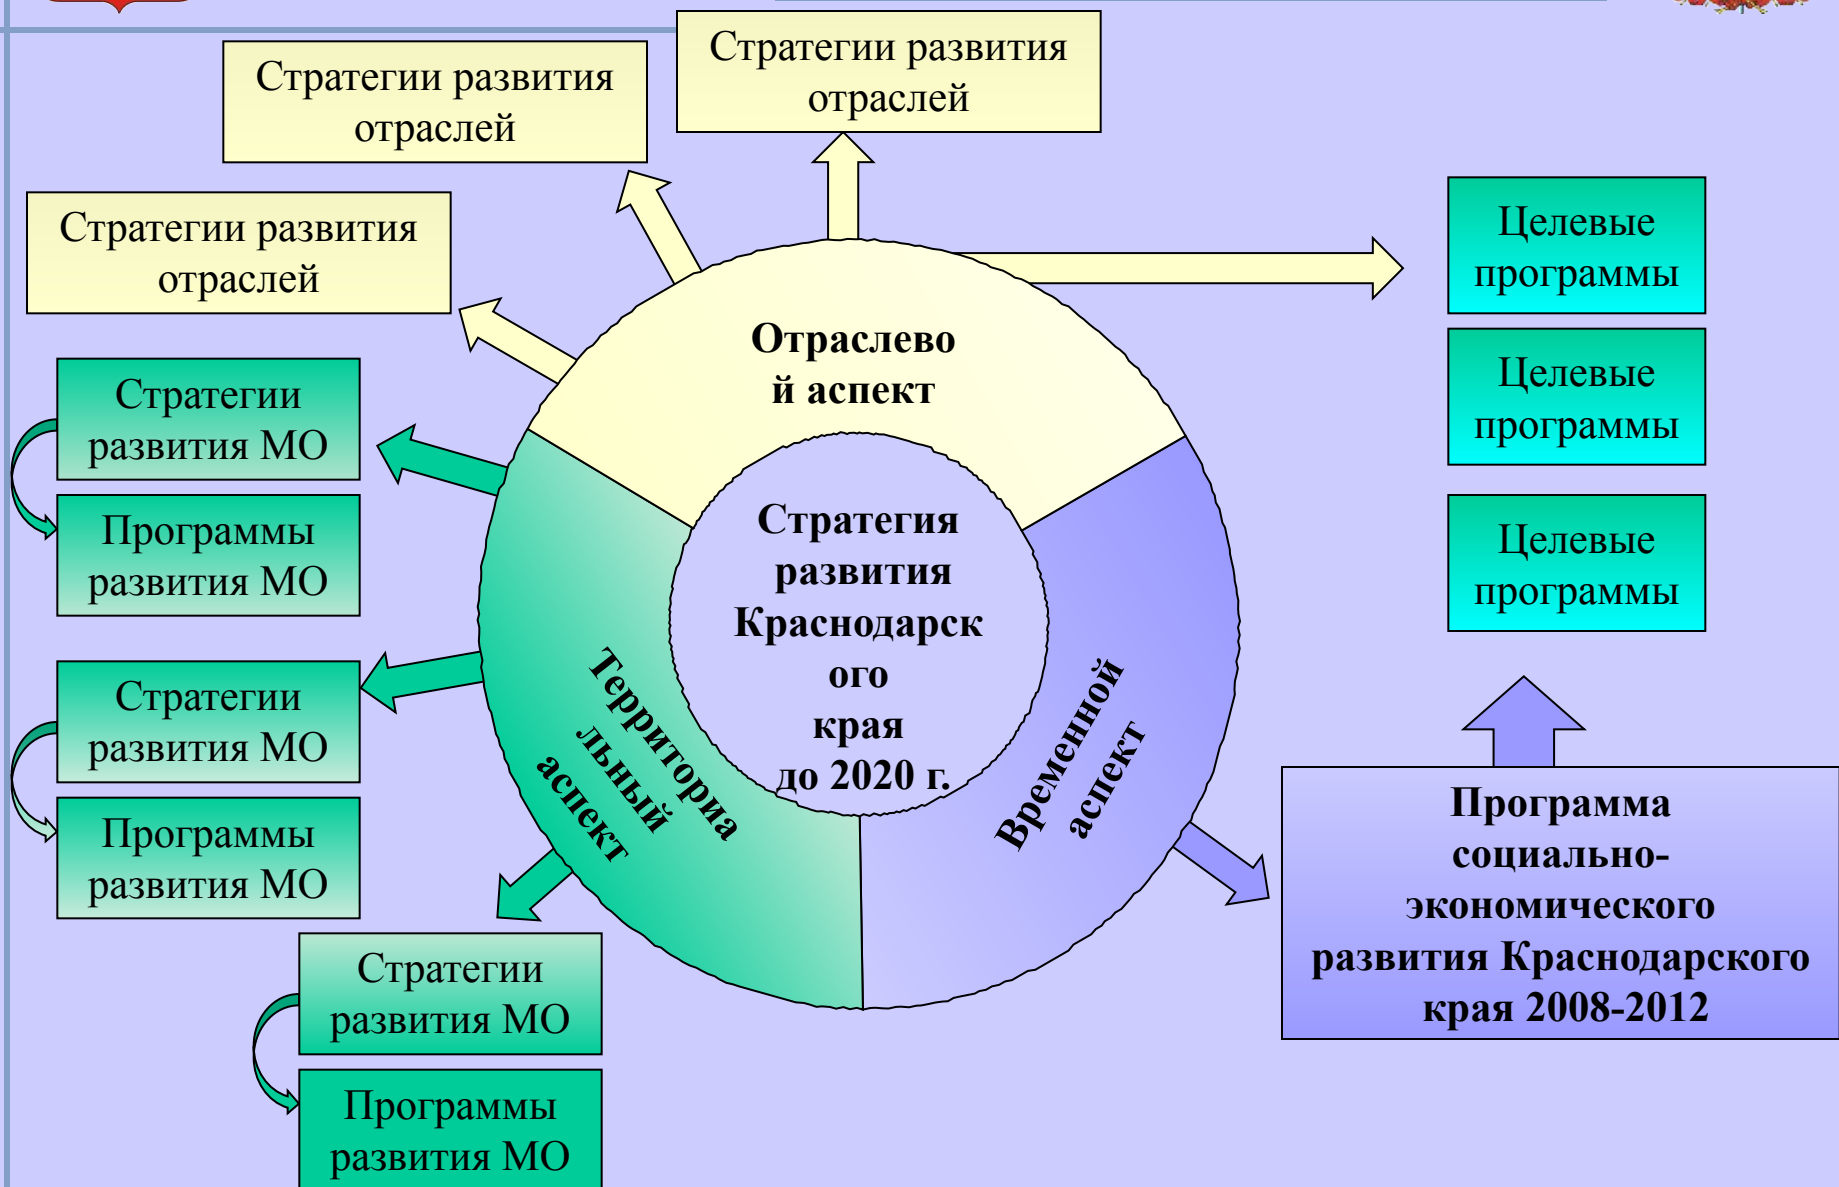 Стратегии развития
отраслей
Стратегии развития
отраслей
Стратегии развития
отраслей
Целевые
программы
Целевые
программы
Целевые
программы
Отраслево
й аспект
Стратегии
развития МО
Программы
развития МО
Стратегии
развития МО
Программы
развития МО
Стратегии
развития МО
Программы
развития МО
Стратегия
развития
Краснодарск
ого
края
до 2020 г.
Территориа
льный
аспект
Временной
аспект
Программа
социально-
экономического
развития Краснодарского
края 2008-2012